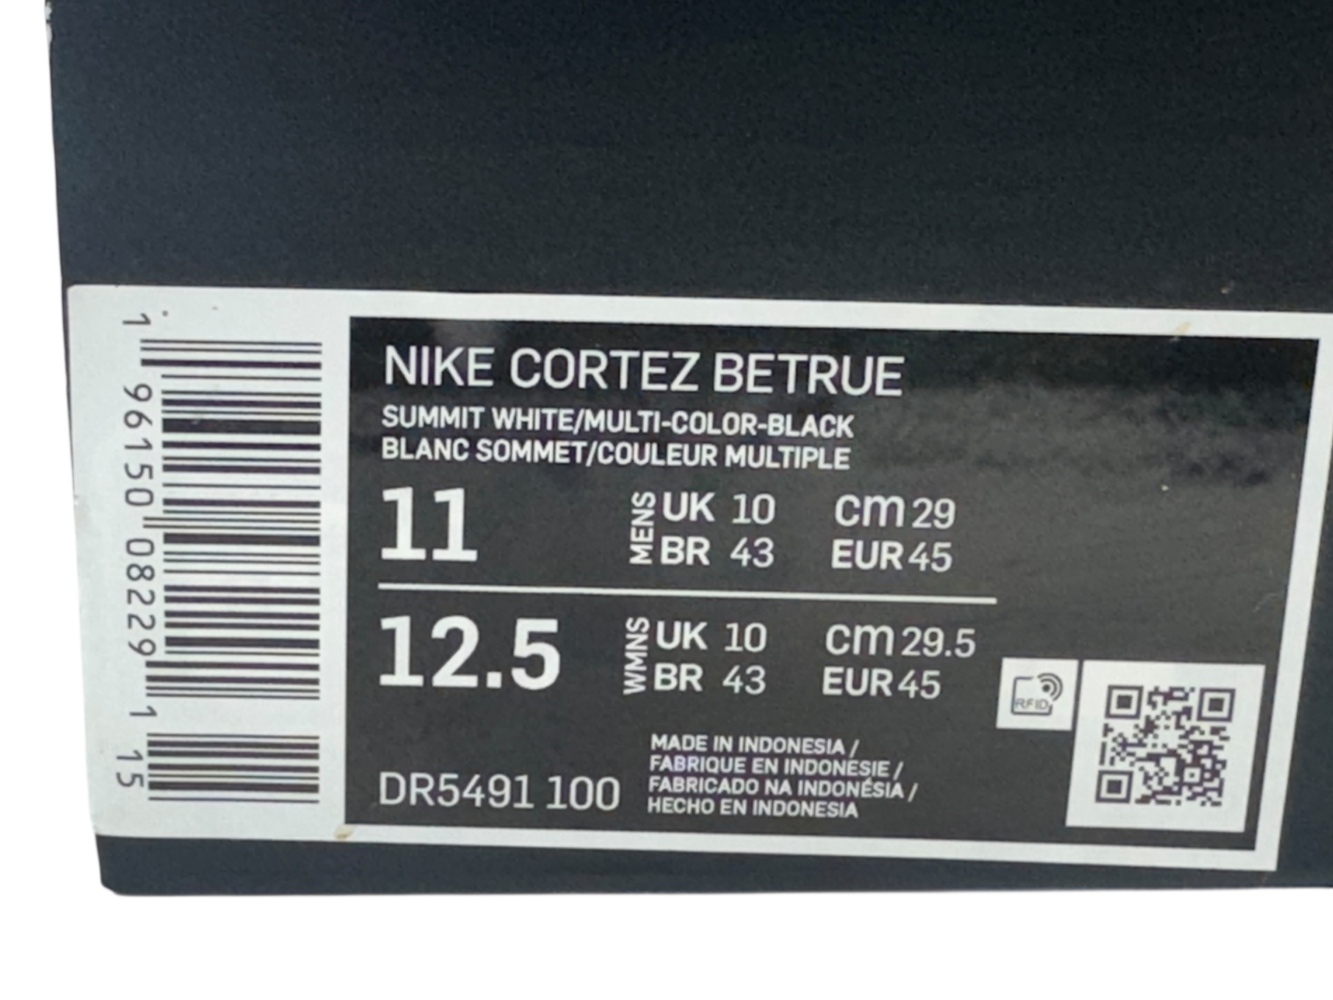 1 96150 08229 1 15
NIKE CORTEZ BETRUE
SUMMIT WHITE/MULTI-COLOR-BLACK
BLANC SOMMET/COULEUR MULTIPLE
11 MENS UK 10 cm 29
BR 43 EUR 45
12.5 WMNS UK 10 cm 29.5
BR 43 EUR 45
RFID
DR5491 100
MADE IN INDONESIA /
FABRIQUE EN INDONESIE /
FABRICADO NA INDONÉSIA /
HECHO EN INDONESIA